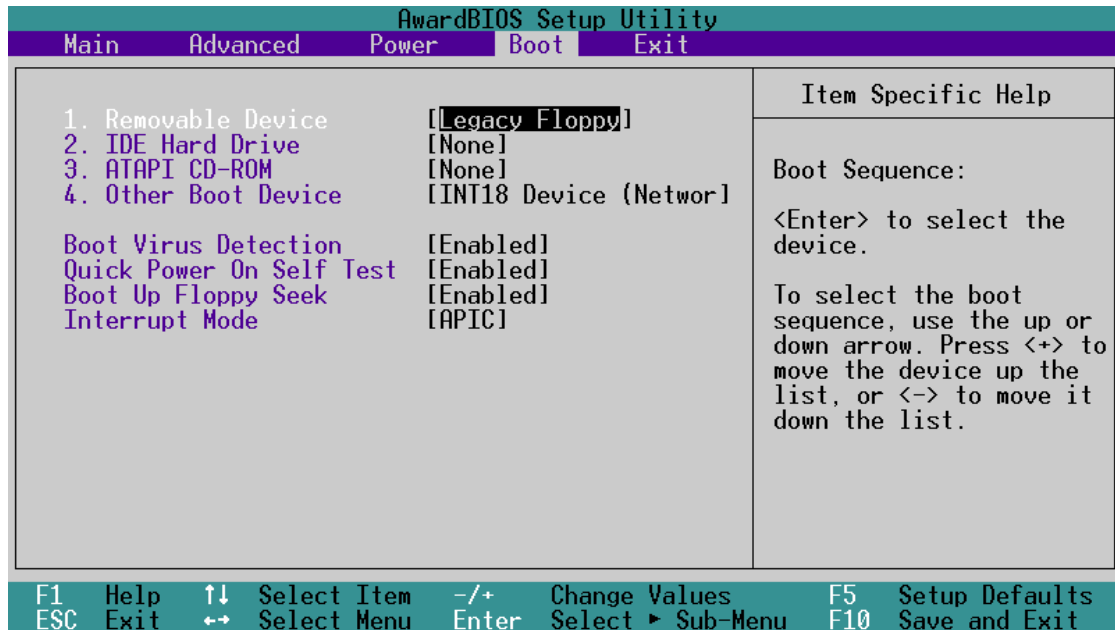 AwardBIOS Setup Utility
Main Advanced Power Boot Exit
1. Removable Device [Legacy Floppy]
2. IDE Hard Drive [None]
3. ATAPI CD-ROM [None]
4. Other Boot Device [INT18 Device (Networ]
Boot Virus Detection [Enabled]
Quick Power On Self Test [Enabled]
Boot Up Floppy Seek [Enabled]
Interrupt Mode [APIC]
Item Specific Help
Boot Sequence:
<Enter> to select the
device.
To select the boot
sequence, use the up or
down arrow. Press <+> to
move the device up the
list, or <-> to move it
down the list.
F1 Help ↑↓ Select Item -/+ Change Values F5 Setup Defaults
ESC Exit ←→ Select Menu Enter Select ► Sub-Menu F10 Save and Exit